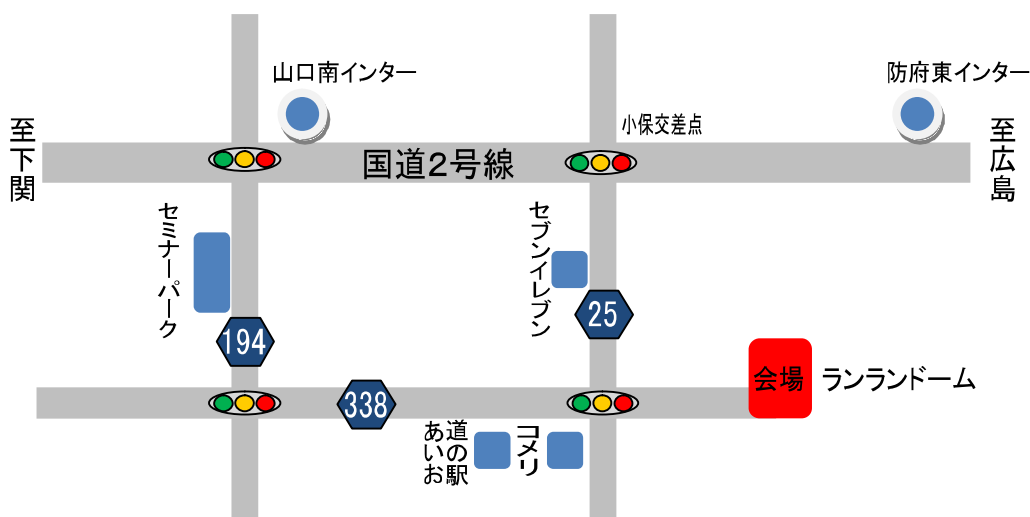 山口南インター
防府東インター
小保交差点
至下関
国道2号線
至広島
セミナーパーク
セブンイレブン
25
194
会場
ランランドーム
338
道の駅
あいお
コメリ